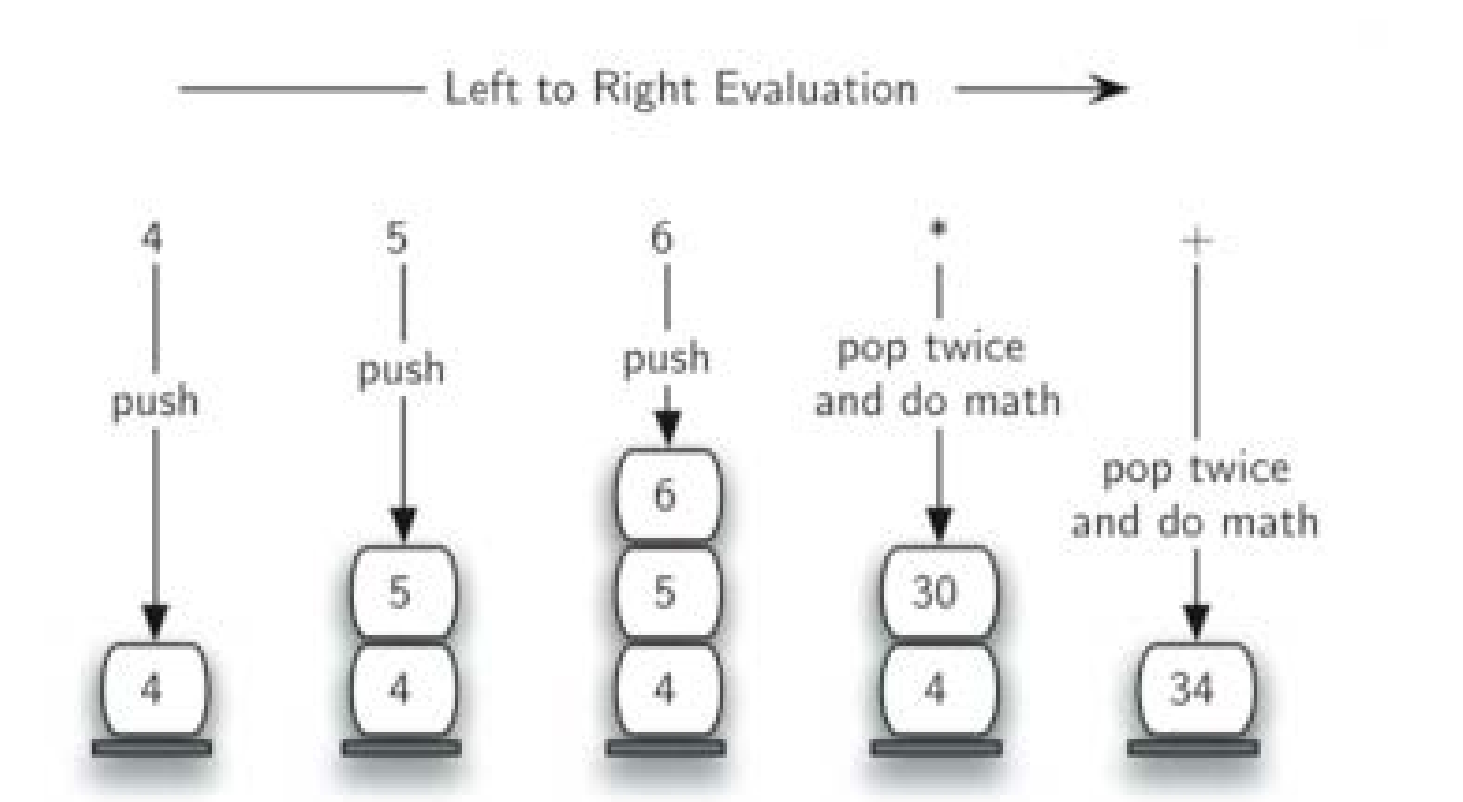 Left to Right Evaluation
4 5 6 * +
push
push
push
pop twice
and do math
pop twice
and do math
4
5
4
6
5
4
30
4
34